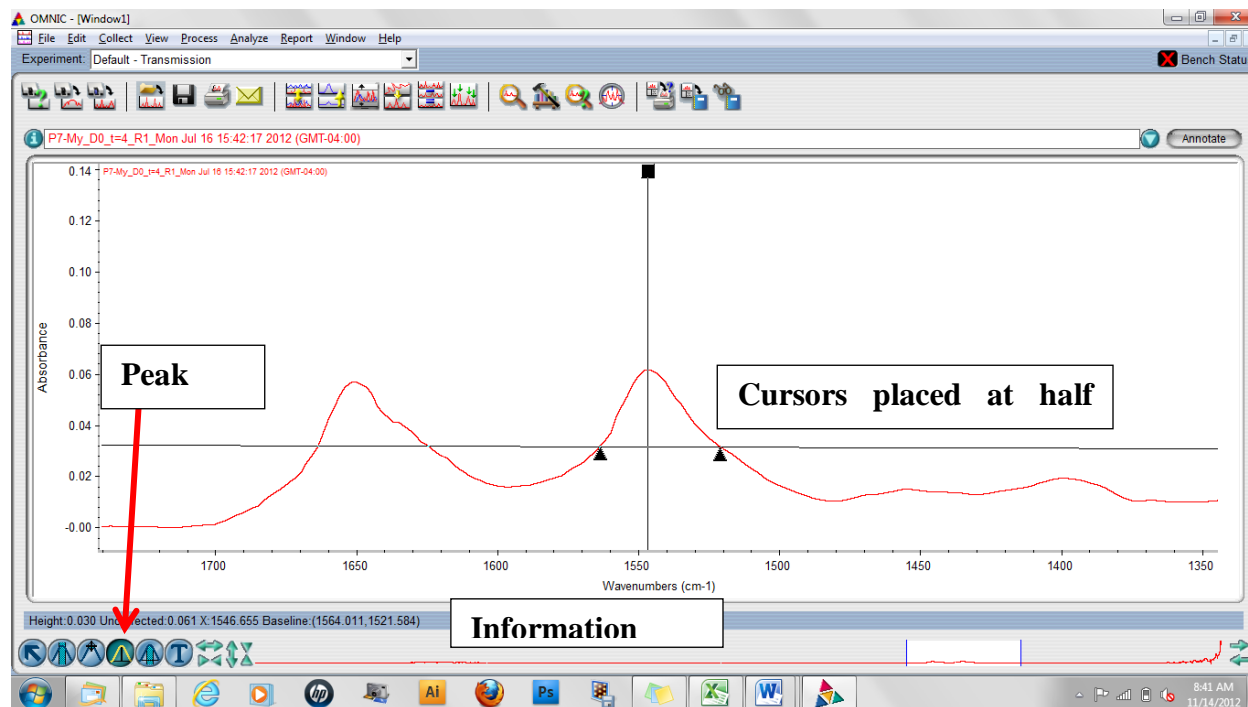 OMNIC - [Window1]
File Edit Collect View Process Analyze Report Window Help
Experiment: Default - Transmission
Bench Statu
P7-My_D0_t=4_R1_Mon Jul 16 15:42:17 2012 (GMT-04:00)
Annotate
P7-My_D0_t=4_R1_Mon Jul 16 15:42:17 2012 (GMT-04:00)
0.14
0.12
0.10
0.08
0.06
0.04
0.02
-0.00
Absorbance
Peak
Cursors placed at half
1700 1650 1600 1550 1500 1450 1400 1350
Wavenumbers (cm-1)
Information
Height:0.030 Uncorrected:0.061 X:1546.655 Baseline:(1564.011,1521.584)
T
hp
Ai
Ps
W
8:41 AM
11/14/2012